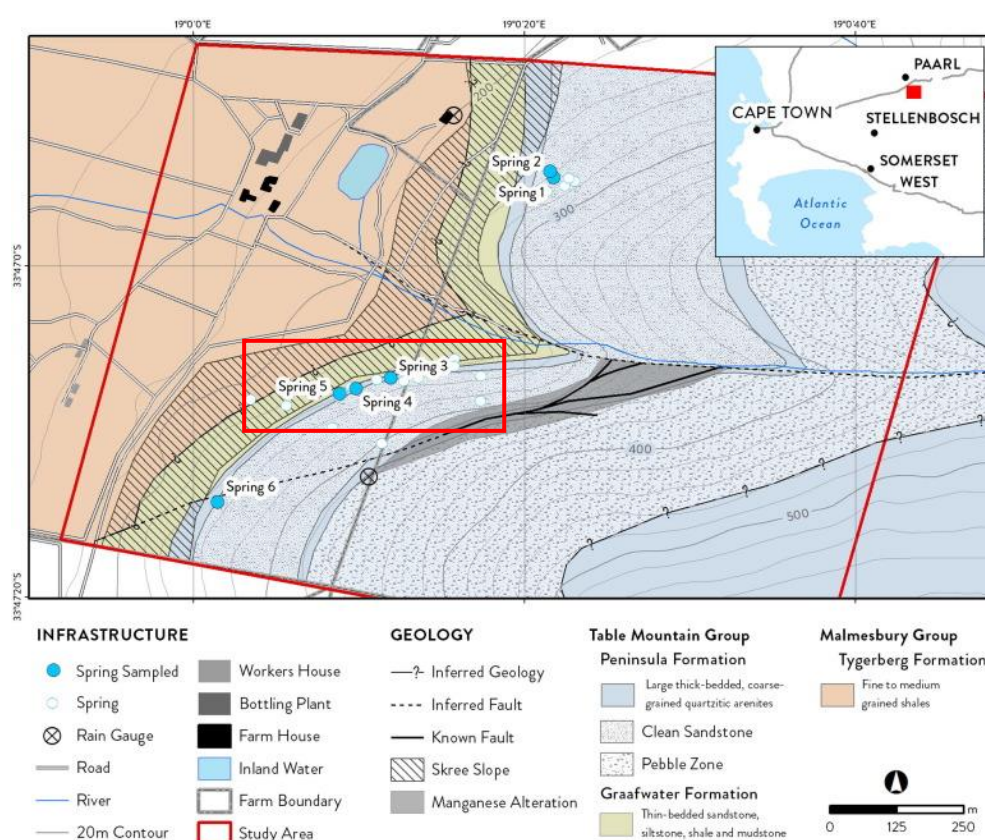 19°0'0"E
19°0'20"E
19°0'40"E
33°47'0"S
33°47'20"S
200
300
400
500
Spring 2
Spring 1
Spring 3
Spring 5
Spring 4
Spring 6
?
?
?
?
?
?
?
?
PAARL
CAPE TOWN
STELLENBOSCH
SOMERSET
WEST
Atlantic
Ocean
INFRASTRUCTURE
Spring Sampled
Spring
Rain Gauge
Road
River
20m Contour
Workers House
Bottling Plant
Farm House
Inland Water
Farm Boundary
Study Area
GEOLOGY
? Inferred Geology
Inferred Fault
Known Fault
Skree Slope
Manganese Alteration
Table Mountain Group
Peninsula Formation
Large thick-bedded, coarse-
grained quartzitic arenites
Clean Sandstone
Pebble Zone
Graafwater Formation
Thin-bedded sandstone,
siltstone, shale and mudstone
Malmesbury Group
Tygerberg Formation
Fine to medium
grained shales
m
0 125 250